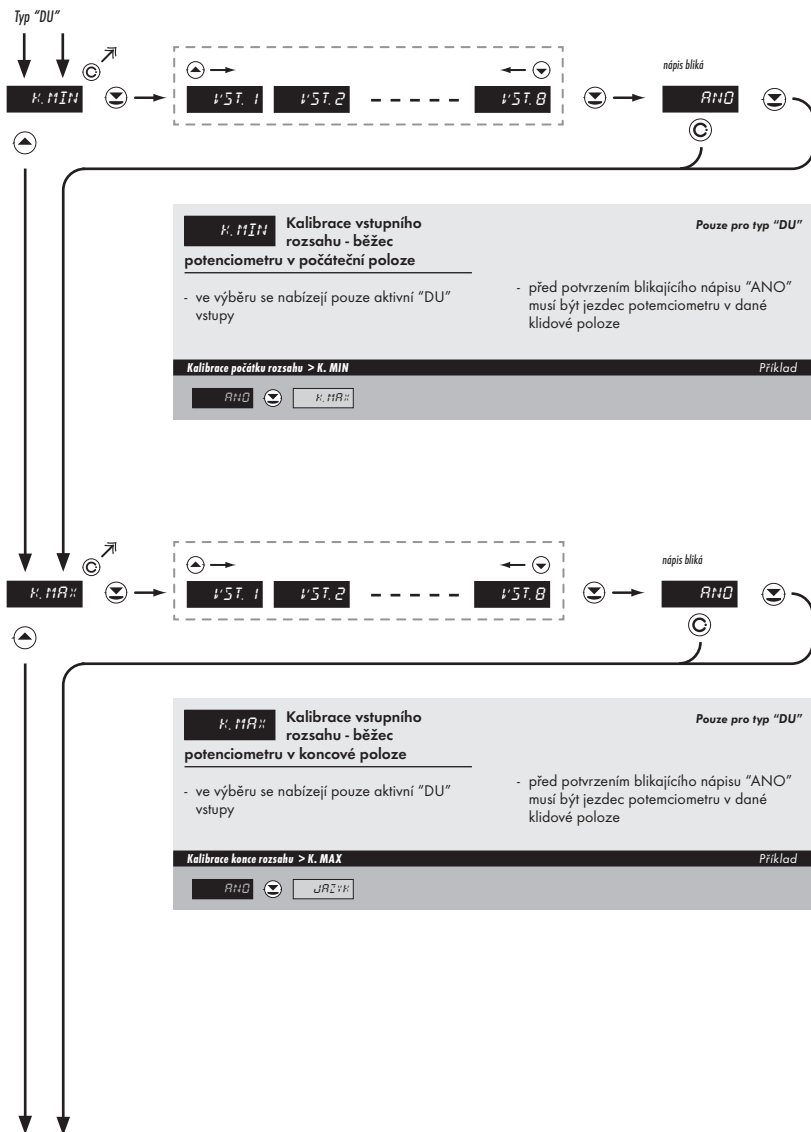 Typ “DU”
nápis bliká
K. MIN
VST. 1 VST. 2 VST. 8
ANO
K. MIN
Kalibrace vstupního
rozsahu - běžec
potenciometru v počáteční poloze
Pouze pro typ “DU”
- ve výběru se nabízejí pouze aktivní “DU”
vstupy
- před potvrzením blikajícího nápisu “ANO”
musí být jezdec potemciometru v dané
klidové poloze
Kalibrace počátku rozsahu > K. MIN
Příklad
ANO K. MAX
nápis bliká
K. MAX
VST. 1 VST. 2 VST. 8
ANO
K. MAX
Kalibrace vstupního
rozsahu - běžec
potenciometru v koncové poloze
Pouze pro typ “DU”
- ve výběru se nabízejí pouze aktivní “DU”
vstupy
- před potvrzením blikajícího nápisu “ANO”
musí být jezdec potemciometru v dané
klidové poloze
Kalibrace konce rozsahu > K. MAX
Příklad
ANO JAZYK